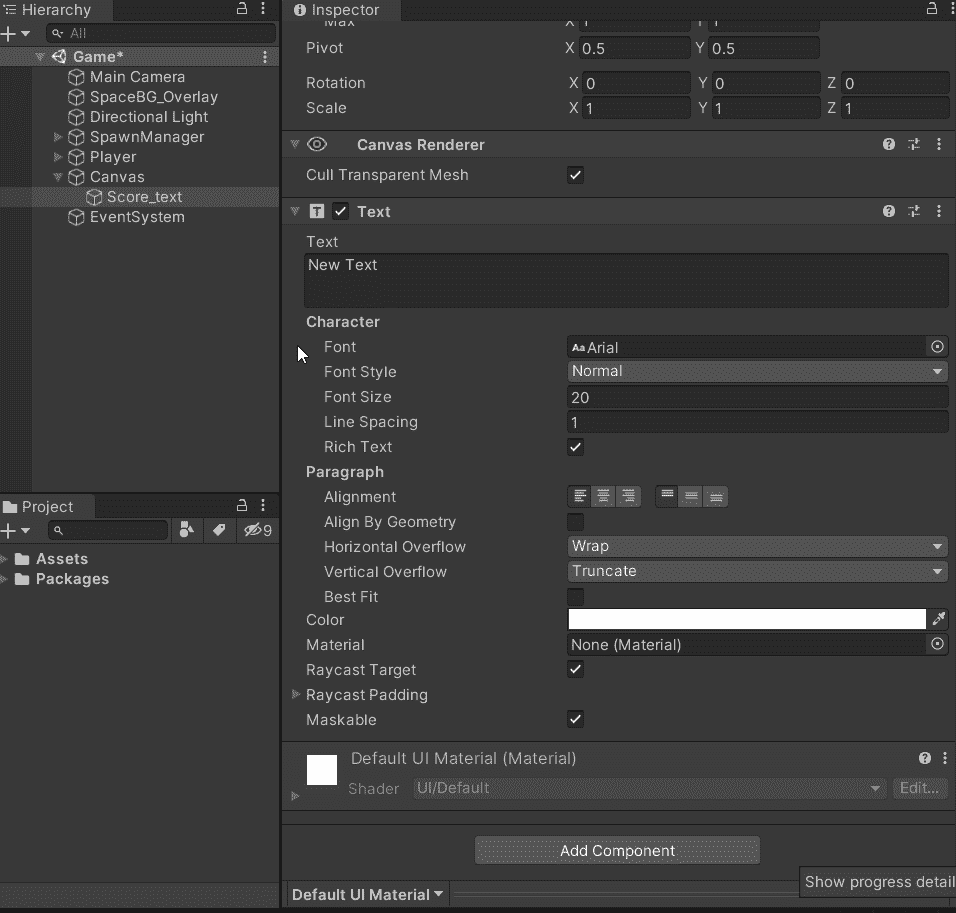 Hierarchy
All
Game*
Main Camera
SpaceBG_Overlay
Directional Light
SpawnManager
Player
Canvas
Score_text
EventSystem
Project
9
Assets
Packages
Inspector
Max X 1 Y 1
Pivot X 0.5 Y 0.5
Rotation X 0 Y 0 Z 0
Scale X 1 Y 1 Z 1
Canvas Renderer
Cull Transparent Mesh
T Text
Text
New Text
Character
Font Aa Arial
Font Style Normal
Font Size 20
Line Spacing 1
Rich Text
Paragraph
Alignment
Align By Geometry
Horizontal Overflow Wrap
Vertical Overflow Truncate
Best Fit
Color
Material None (Material)
Raycast Target
Raycast Padding
Maskable
Default UI Material (Material)
Shader UI/Default Edit...
Add Component
Show progress detail
Default UI Material